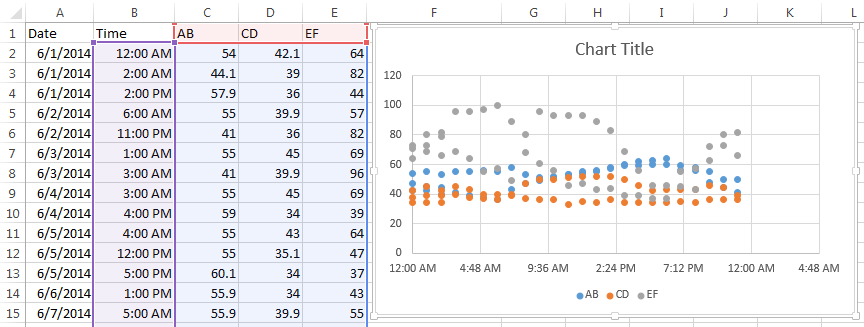 A B C D E F G H I J K L
1 Date Time AB CD EF
2 6/1/2014 12:00 AM 54 42.1 64
3 6/1/2014 2:00 AM 44.1 39 82
4 6/1/2014 2:00 PM 57.9 36 44
5 6/2/2014 6:00 AM 55 39.9 57
6 6/2/2014 11:00 PM 41 36 82
7 6/3/2014 1:00 AM 55 45 69
8 6/3/2014 3:00 AM 41 39.9 96
9 6/4/2014 3:00 AM 55 45 69
10 6/4/2014 4:00 PM 59 34 39
11 6/5/2014 4:00 AM 55 43 64
12 6/5/2014 12:00 PM 55 35.1 47
13 6/5/2014 5:00 PM 60.1 34 37
14 6/6/2014 1:00 PM 55.9 34 43
15 6/7/2014 5:00 AM 55.9 39.9 55
Chart Title
120
100
80
60
40
20
0
12:00 AM 4:48 AM 9:36 AM 2:24 PM 7:12 PM 12:00 AM 4:48 AM
AB CD EF